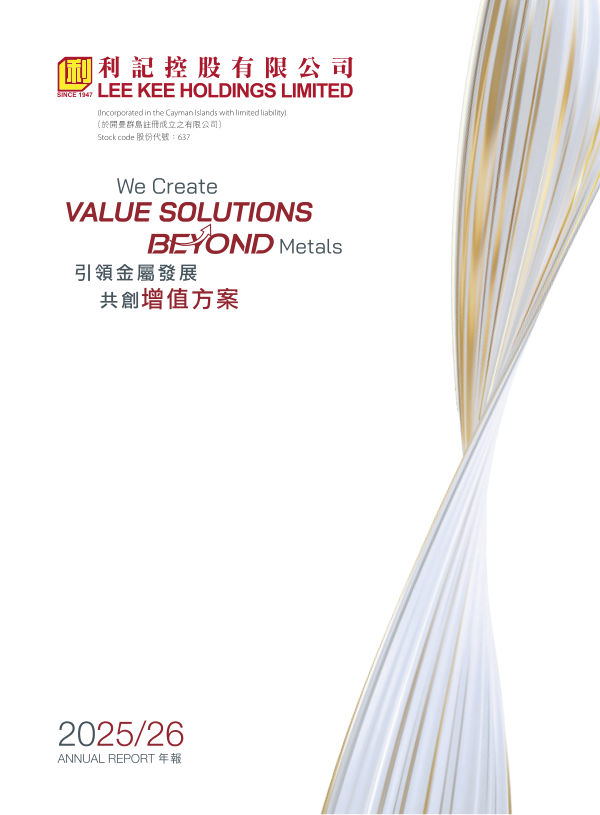 利
SINCE 1947
利記控股有限公司
LEE KEE HOLDINGS LIMITED
(Incorporated in the Cayman Islands with limited liability)
(於開曼群島註冊成立之有限公司)
Stock code 股份代號：637
We Create
VALUE SOLUTIONS
BEYOND Metals
引領金屬發展
共創增值方案
2025/26
ANNUAL REPORT 年報